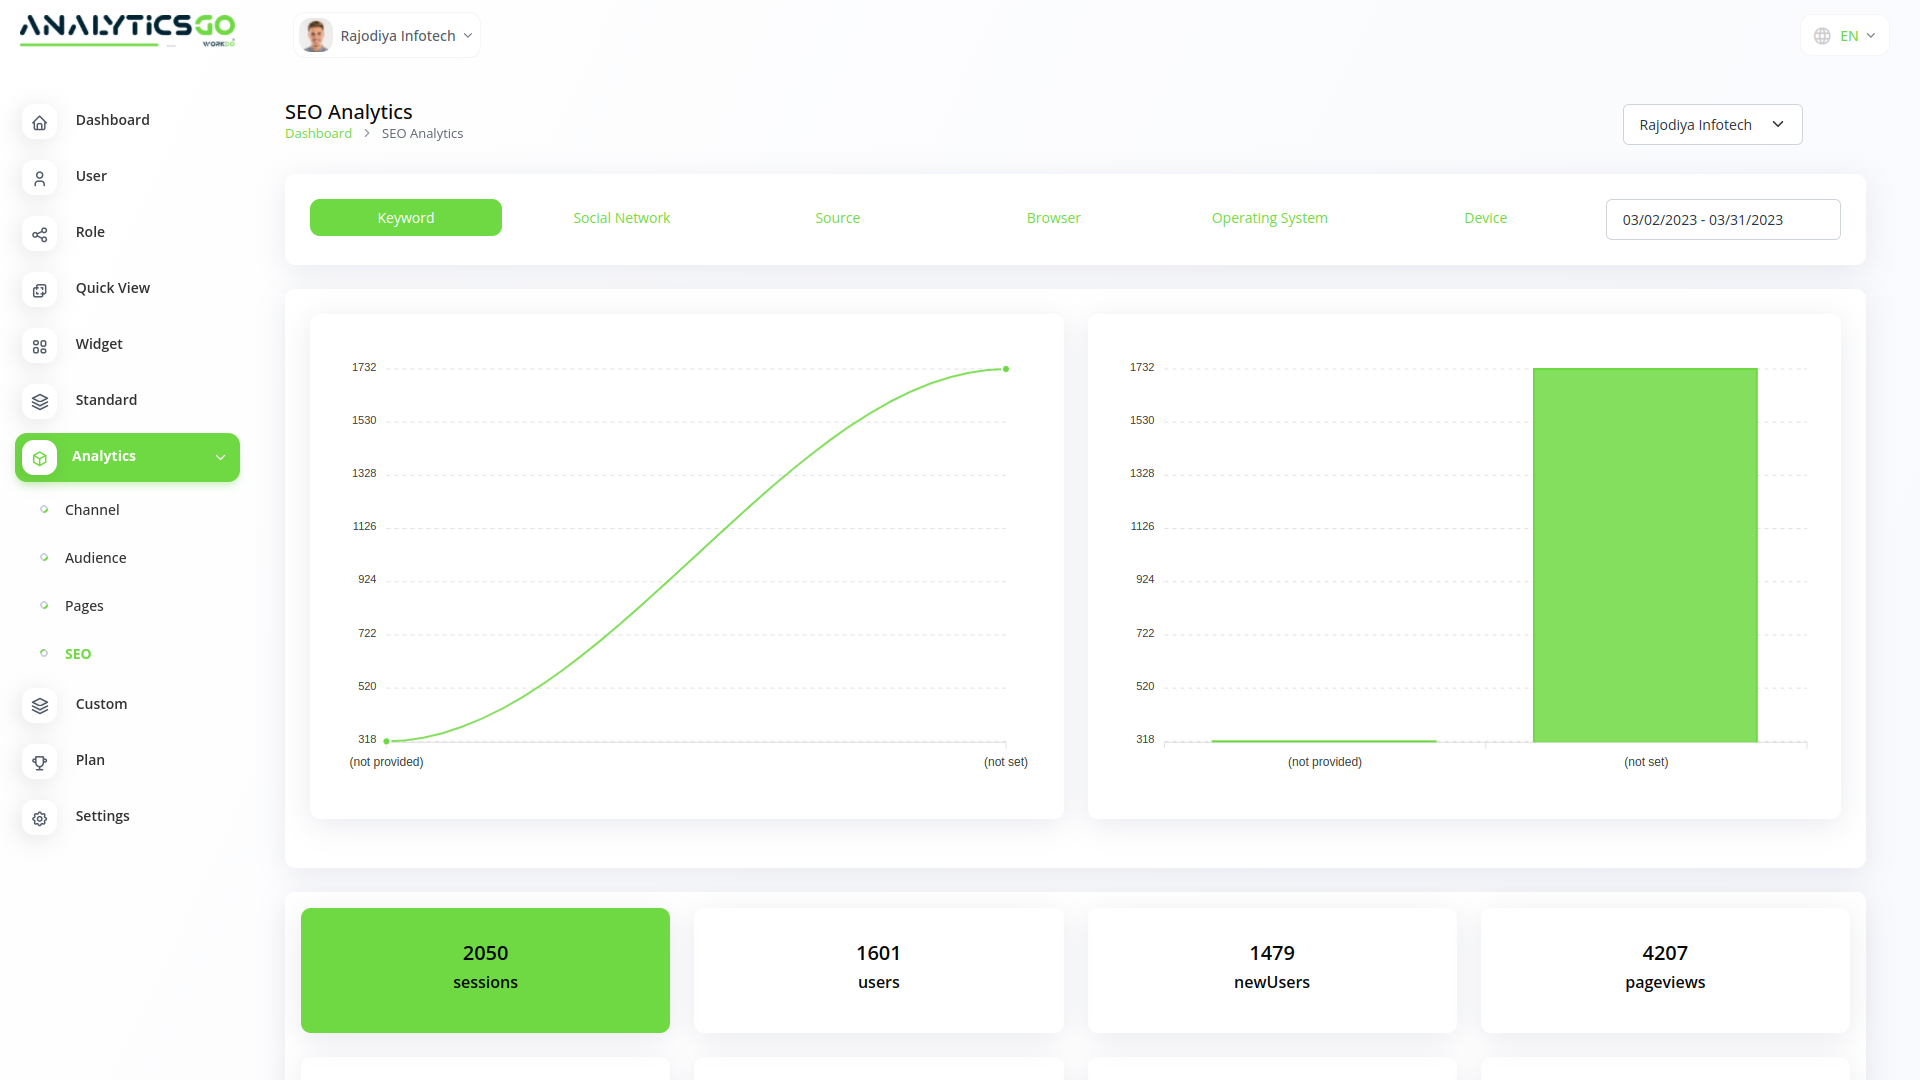 ANALYTiCSGO
WORKDO
Rajodiya Infotech
EN
Dashboard
User
Role
Quick View
Widget
Standard
Analytics
Channel
Audience
Pages
SEO
Custom
Plan
Settings
SEO Analytics
Dashboard > SEO Analytics
Rajodiya Infotech
Keyword
Social Network
Source
Browser
Operating System
Device
03/02/2023 - 03/31/2023
1732
1530
1328
1126
924
722
520
318
(not provided)
(not set)
1732
1530
1328
1126
924
722
520
318
(not provided)
(not set)
2050
sessions
1601
users
1479
newUsers
4207
pageviews